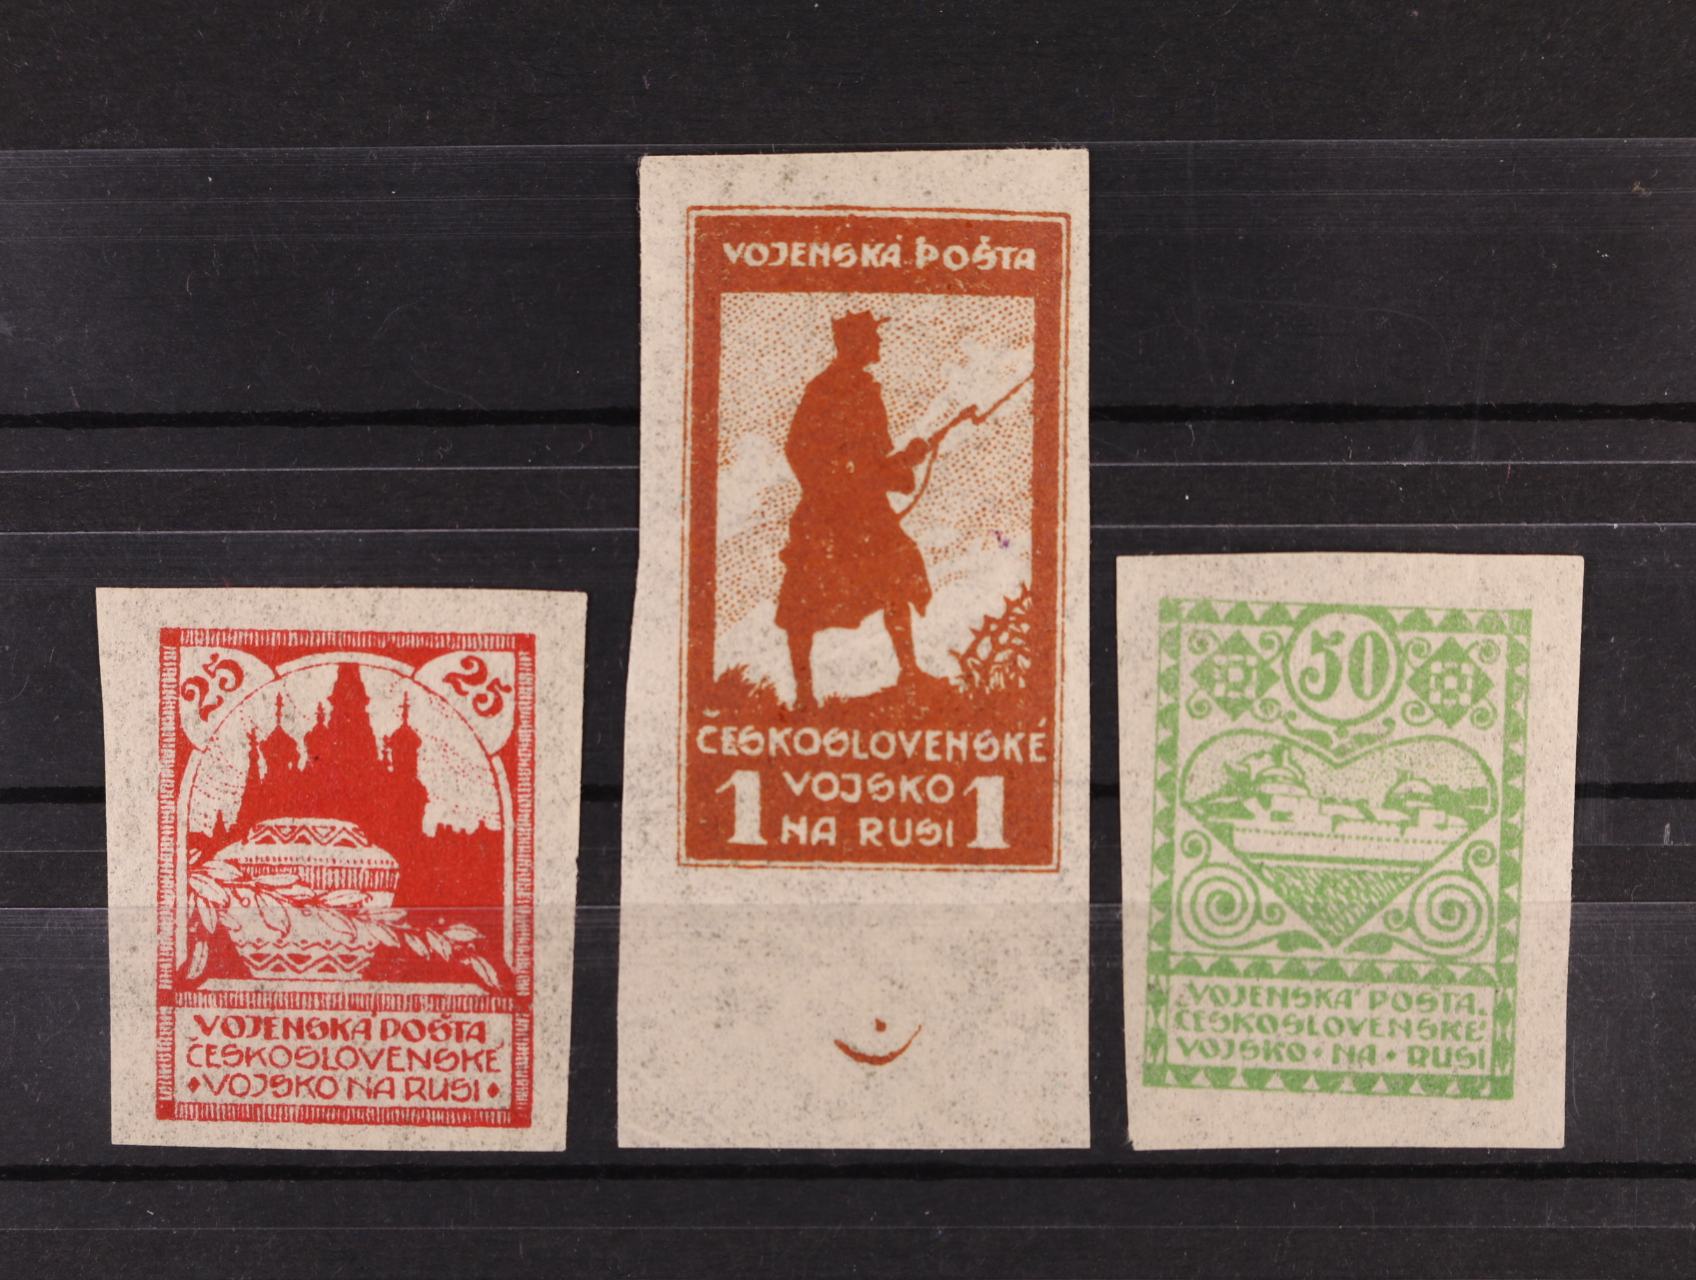 25 25
VOJENSKÁ POŠTA
ČESKOSLOVENSKÉ
VOJSKO NA RUSI
VOJENSKÁ POŠTA
ČESKOSLOVENSKÉ
1 VOJSKO 1
NA RUSI
50
VOJENSKÁ POŠTA
ČESKOSLOVENSKÉ
VOJSKO • NA • RUSI